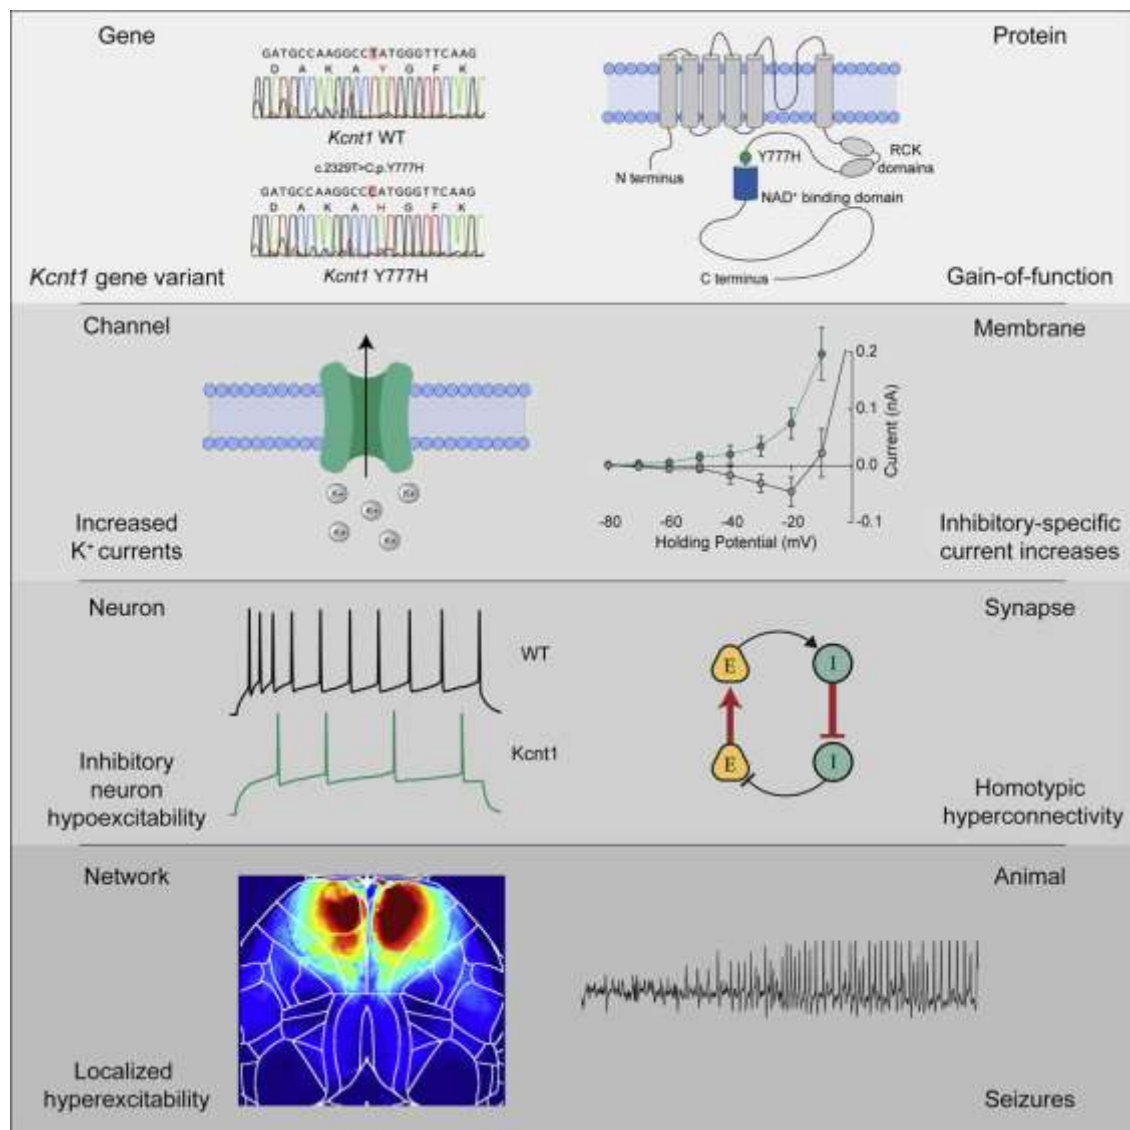 Gene
Protein
GATGCCAAGGCCTATGGGTTCAAG
D A K A Y G F K
Kcnt1 WT
c.2329T>C;p.Y777H
GATGCCAAGGCCCATGGGTTCAAG
D A K A H G F K
Kcnt1 Y777H
Kcnt1 gene variant
N terminus
Y777H
RCK
domains
NAD⁺ binding domain
C terminus
Gain-of-function
Channel
Membrane
Increased
K⁺ currents
0.2
0.1
0.0
-0.1
Current (nA)
-80 -60 -40 -20
Holding Potential (mV)
Inhibitory-specific
current increases
Neuron
Synapse
WT
Kcnt1
Inhibitory
neuron
hypoexcitability
E I
E I
Homotypic
hyperconnectivity
Network
Animal
Localized
hyperexcitability
Seizures